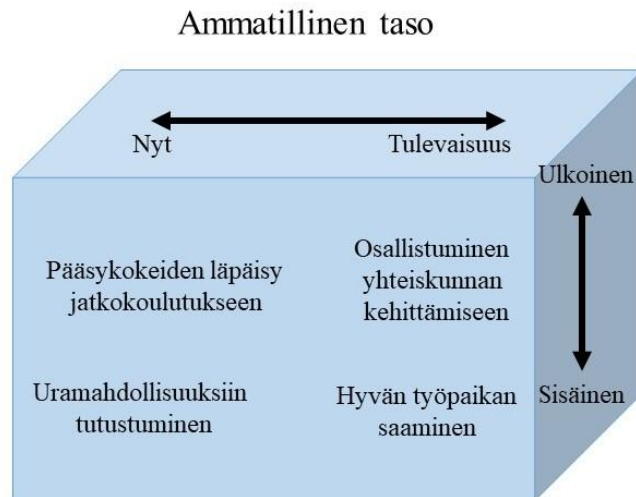 Ammatillinen taso
Nyt
Tulevaisuus
Ulkoinen
Pääsykokeiden läpäisy
jatkokoulutukseen
Osallistuminen
yhteiskunnan
kehittämiseen
Uramahdollisuuksiin
tutustuminen
Hyvän työpaikan
saaminen
Sisäinen